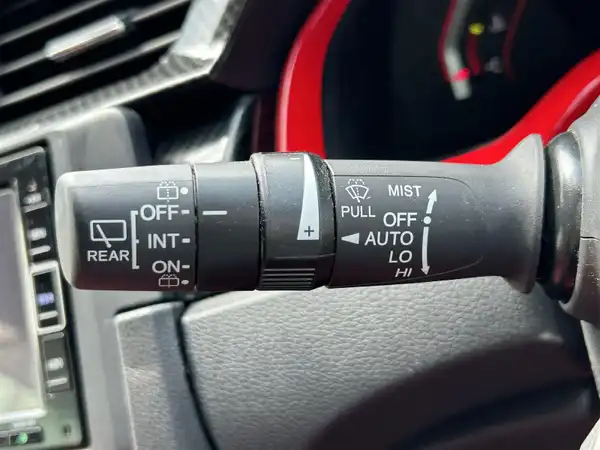 OFF
INT
ON
REAR
- 
+
MIST
PULL
OFF
AUTO
LO
HI